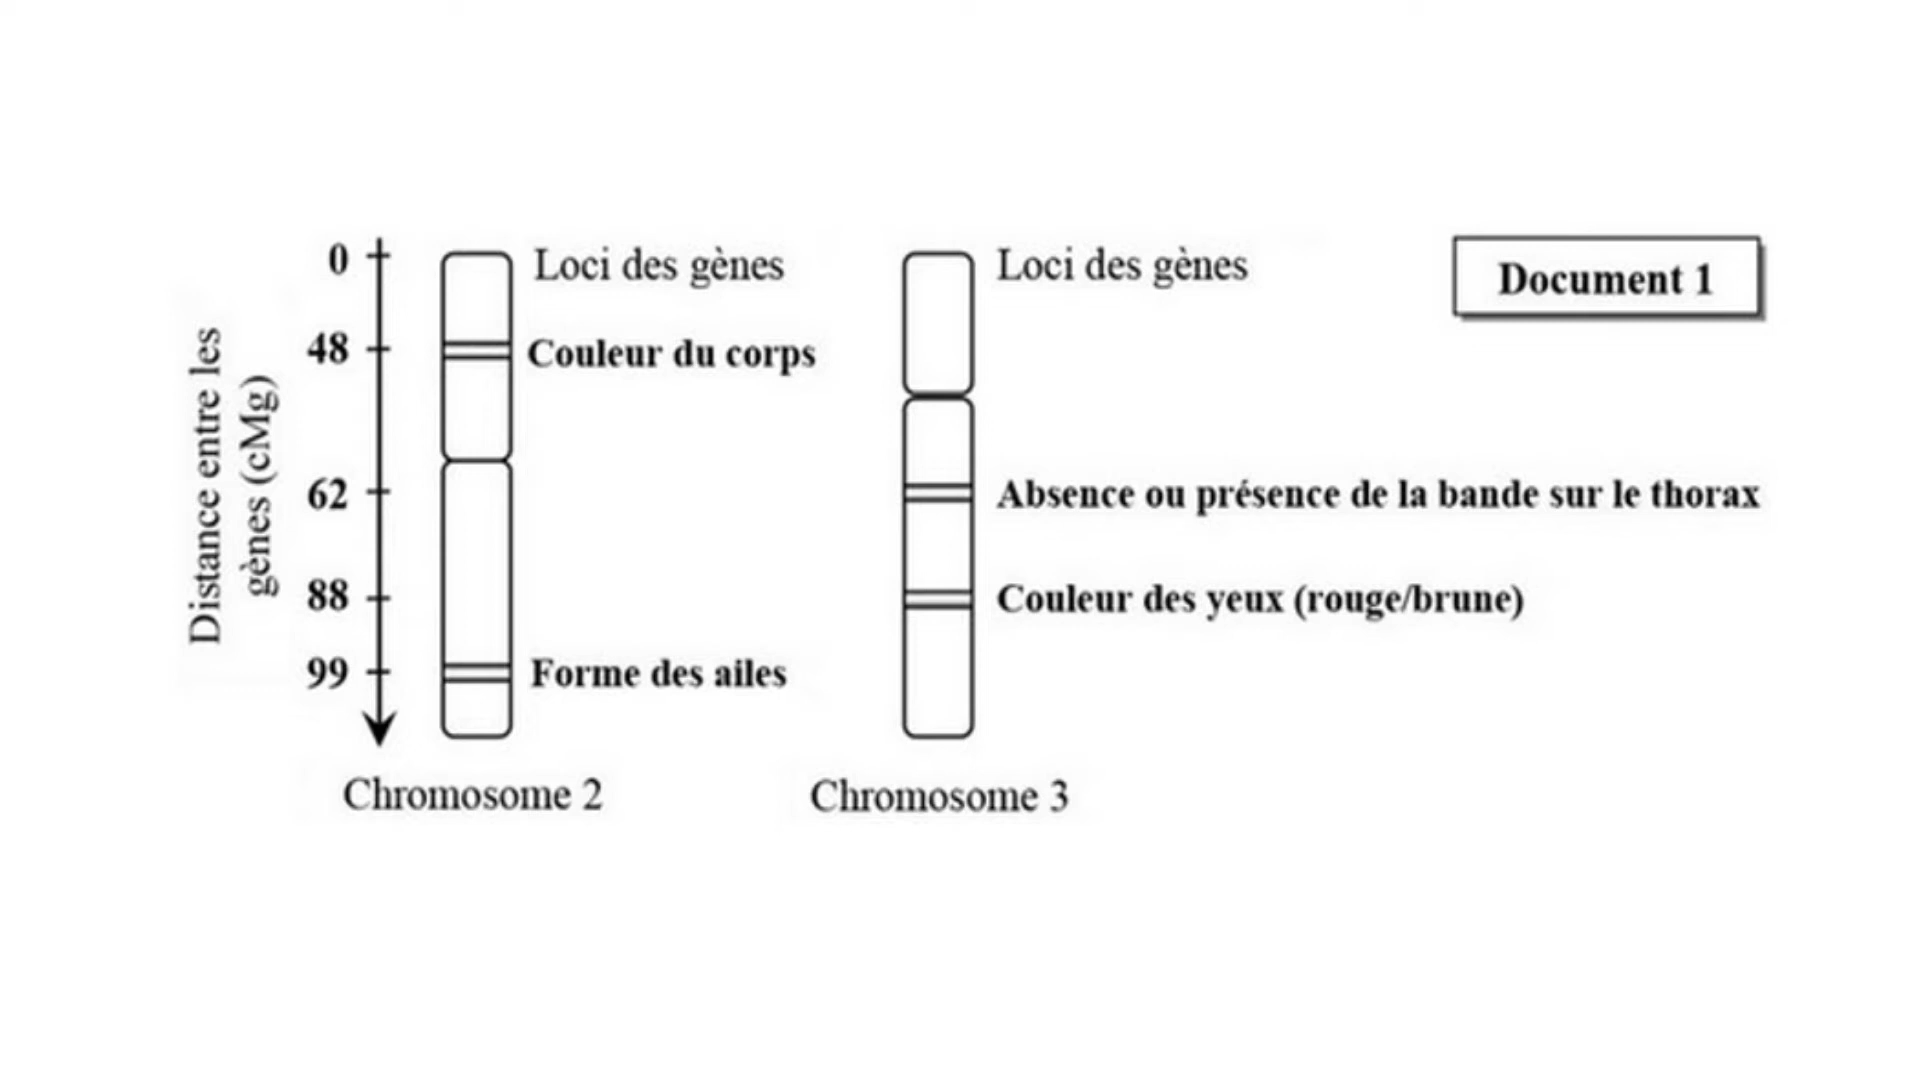 Document 1
Distance entre les
gènes (cMg)
0
48
62
88
99
Loci des gènes
Couleur du corps
Forme des ailes
Chromosome 2
Loci des gènes
Absence ou présence de la bande sur le thorax
Couleur des yeux (rouge/brune)
Chromosome 3